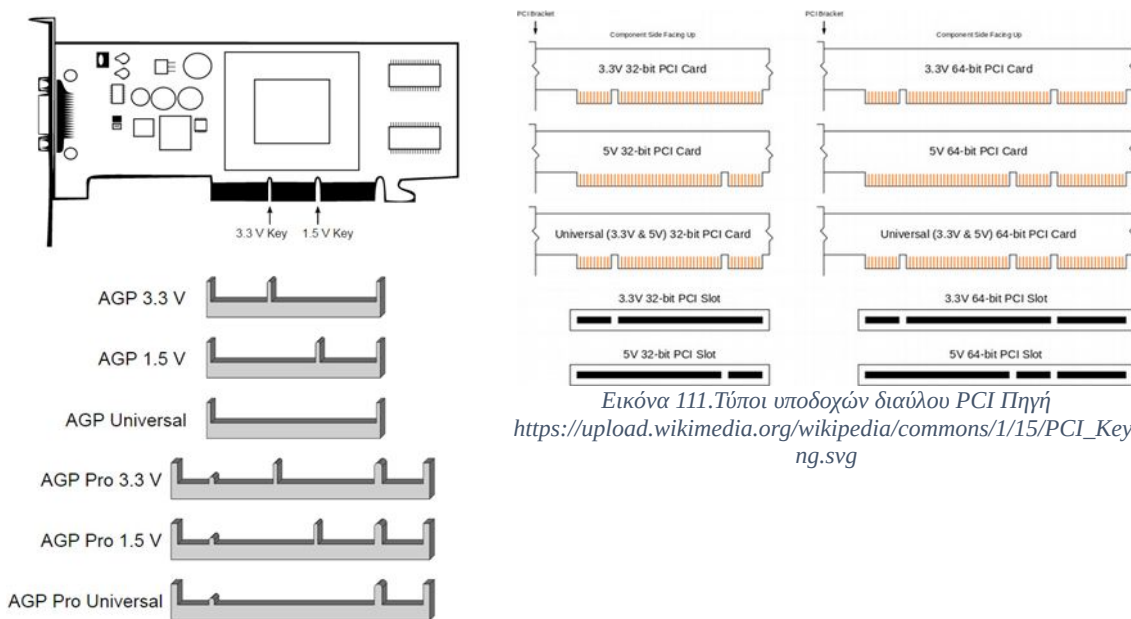 3.3 V Key 1.5 V Key
AGP 3.3 V
AGP 1.5 V
AGP Universal
AGP Pro 3.3 V
AGP Pro 1.5 V
AGP Pro Universal
PCI Bracket
Component Side Facing Up
3.3V 32-bit PCI Card
5V 32-bit PCI Card
Universal (3.3V & 5V) 32-bit PCI Card
3.3V 32-bit PCI Slot
5V 32-bit PCI Slot
PCI Bracket
Component Side Facing Up
3.3V 64-bit PCI Card
5V 64-bit PCI Card
Universal (3.3V & 5V) 64-bit PCI Card
3.3V 64-bit PCI Slot
5V 64-bit PCI Slot
Εικόνα 111.Τύποι υποδοχών διαύλου PCI Πηγή
https://upload.wikimedia.org/wikipedia/commons/1/15/PCI_Key
ng.svg